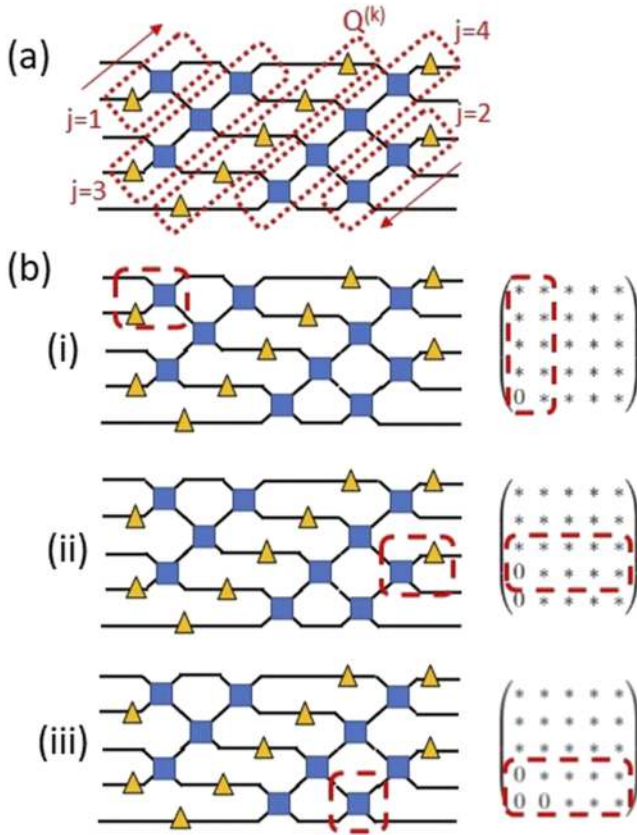 (a)
Q(k)
j=4
j=1
j=2
j=3
(b)
(i)
* * * * *
* * * * *
* * * * *
* * * * *
0 * * * *
(ii)
* * * * *
* * * * *
* * * * *
0 * * * *
0 * * * *
(iii)
* * * * *
* * * * *
* * * * *
0 * * * *
0 0 * * *